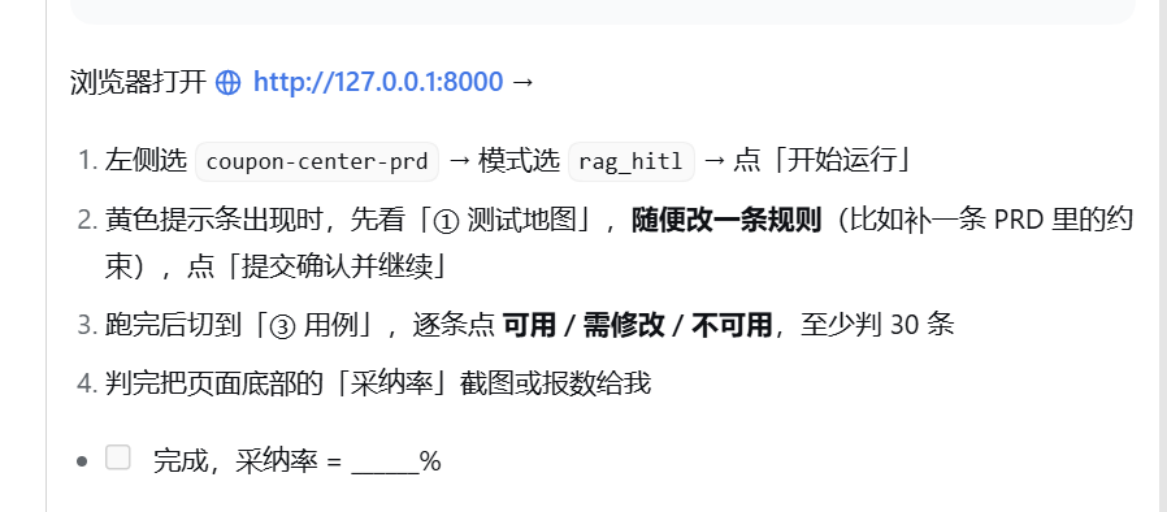 浏览器打开 http://127.0.0.1:8000 →
1. 左侧选 coupon-center-prd → 模式选 rag_hitl → 点「开始运行」
2. 黄色提示条出现时，先看「① 测试地图」，随便改一条规则（比如补一条 PRD 里的约
束），点「提交确认并继续」
3. 跑完后切到「③ 用例」，逐条点 可用 / 需修改 / 不可用，至少判 30 条
4. 判完把页面底部的「采纳率」截图或报数给我
• 完成，采纳率 = _____%